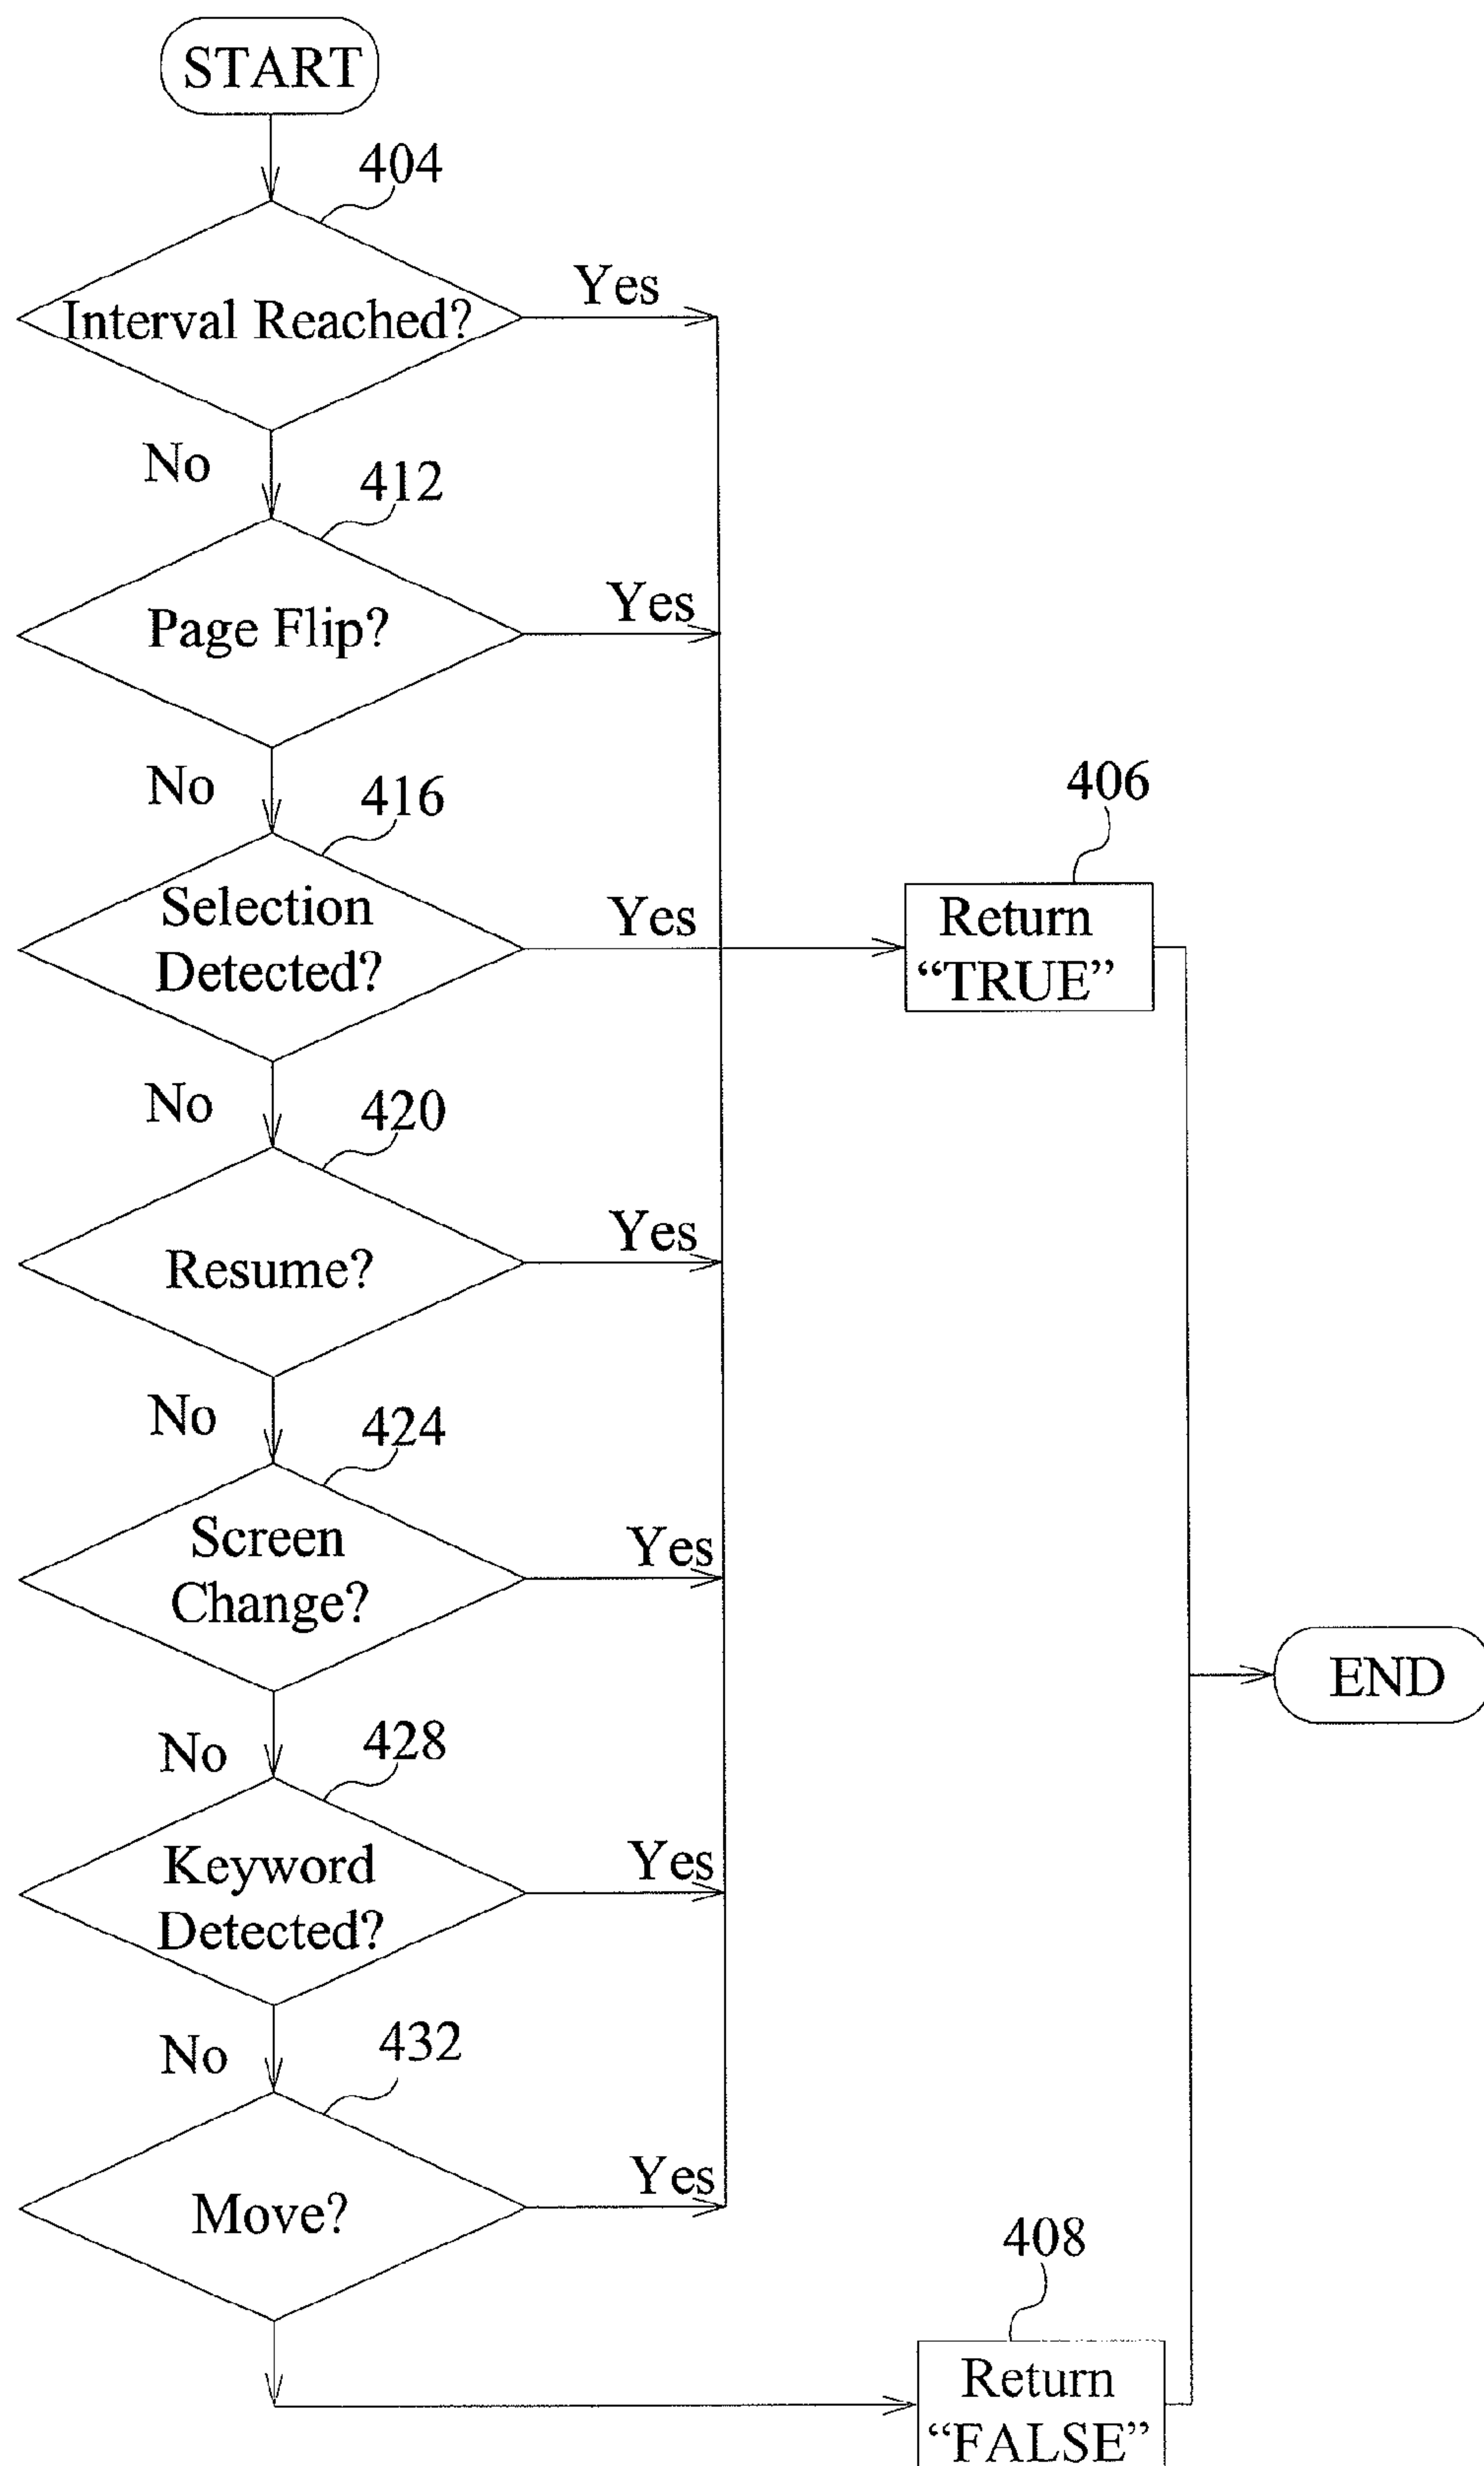 START
404
Interval Reached?
Yes
No
412
Page Flip?
Yes
No
416
Selection
Detected?
Yes
406
Return
“TRUE”
No
420
Resume?
Yes
No
424
Screen
Change?
Yes
END
No
428
Keyword
Detected?
Yes
No
432
Move?
Yes
408
Return
“FALSE”